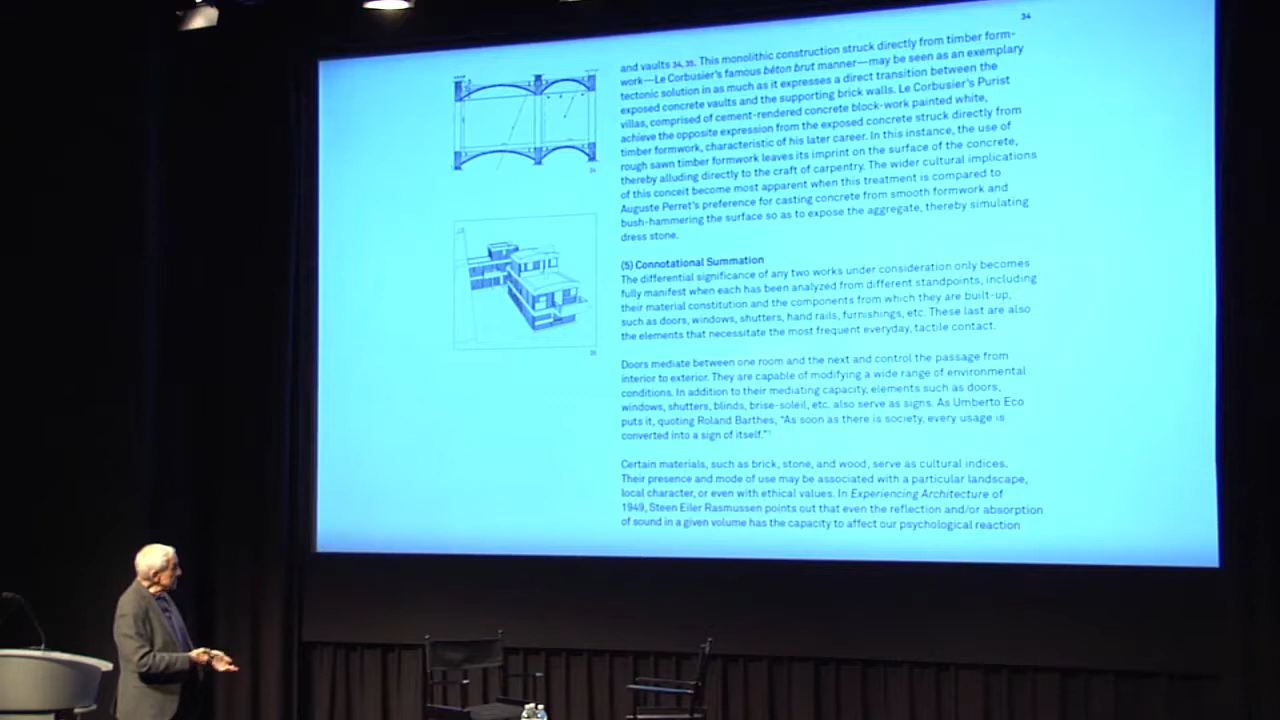 34
and vaults 34, 35. This monolithic construction struck directly from timber form-
work—Le Corbusier's famous béton brut manner—may be seen as an exemplary
tectonic solution in as much as it expresses a direct transition between the
exposed concrete vaults and the supporting brick walls. Le Corbusier's Purist
villas, comprised of cement-rendered concrete block-work painted white,
achieve the opposite expression from the exposed concrete struck directly from
timber formwork, characteristic of his later career. In this instance, the use of
rough sawn timber formwork leaves its imprint on the surface of the concrete,
thereby alluding directly to the craft of carpentry. The wider cultural implications
of this conceit become most apparent when this treatment is compared to
Auguste Perret's preference for casting concrete from smooth formwork and
bush-hammering the surface so as to expose the aggregate, thereby simulating
dress stone.
34
(5) Connotational Summation
The differential significance of any two works under consideration only becomes
fully manifest when each has been analyzed from different standpoints, including
their material constitution and the components from which they are built-up,
such as doors, windows, shutters, hand rails, furnishings, etc. These last are also
the elements that necessitate the most frequent everyday, tactile contact.
35
Doors mediate between one room and the next and control the passage from
interior to exterior. They are capable of modifying a wide range of environmental
conditions. In addition to their mediating capacity, elements such as doors,
windows, shutters, blinds, brise-soleil, etc. also serve as signs. As Umberto Eco
puts it, quoting Roland Barthes, "As soon as there is society, every usage is
converted into a sign of itself."
Certain materials, such as brick, stone, and wood, serve as cultural indices.
Their presence and mode of use may be associated with a particular landscape,
local character, or even with ethical values. In Experiencing Architecture of
1949, Steen Eiler Rasmussen points out that even the reflection and/or absorption
of sound in a given volume has the capacity to affect our psychological reaction